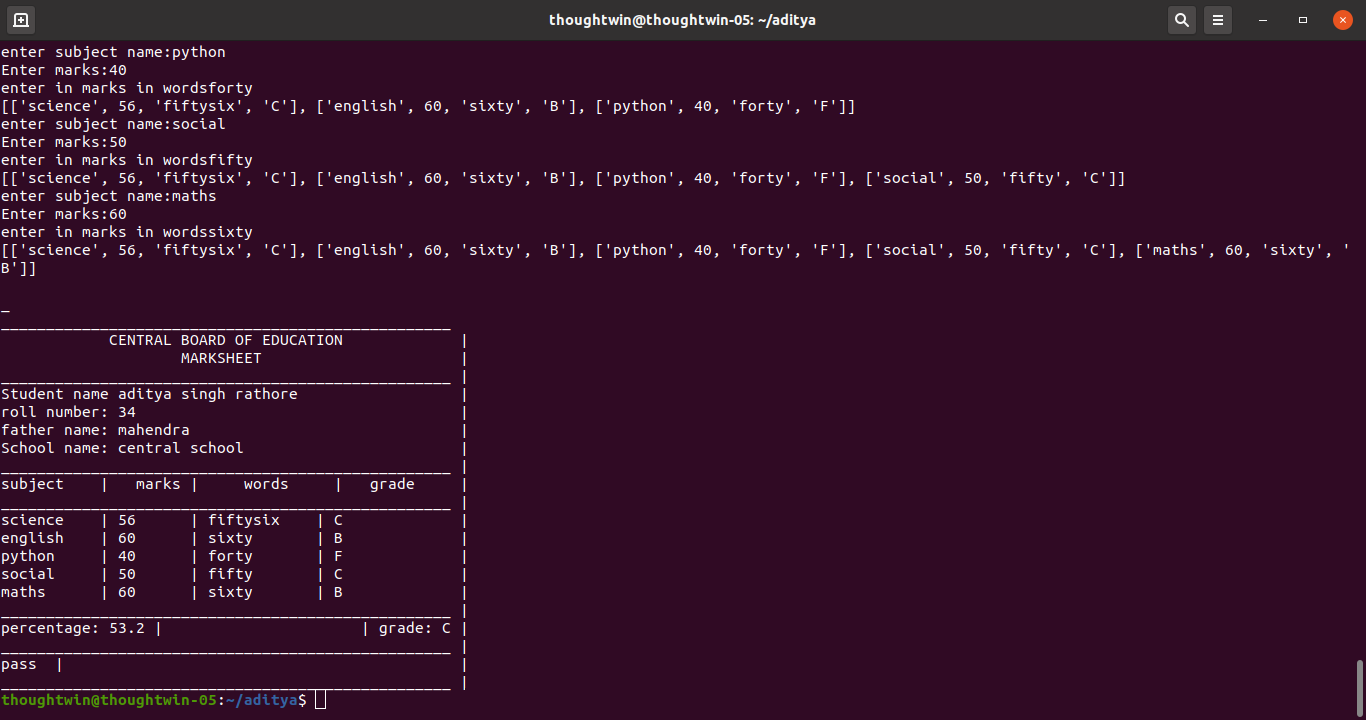 thoughtwin@thoughtwin-05: ~/aditya
enter subject name:python
Enter marks:40
enter in marks in wordsforty
[['science', 56, 'fiftysix', 'C'], ['english', 60, 'sixty', 'B'], ['python', 40, 'forty', 'F']]
enter subject name:social
Enter marks:50
enter in marks in wordsfifty
[['science', 56, 'fiftysix', 'C'], ['english', 60, 'sixty', 'B'], ['python', 40, 'forty', 'F'], ['social', 50, 'fifty', 'C']]
enter subject name:maths
Enter marks:60
enter in marks in wordssixty
[['science', 56, 'fiftysix', 'C'], ['english', 60, 'sixty', 'B'], ['python', 40, 'forty', 'F'], ['social', 50, 'fifty', 'C'], ['maths', 60, 'sixty', '
B']]
_
__________________________________________________
            CENTRAL BOARD OF EDUCATION             |
                    MARKSHEET                      |
__________________________________________________ |
Student name aditya singh rathore                  |
roll number: 34                                    |
father name: mahendra                              |
School name: central school                        |
__________________________________________________ |
subject    |   marks |     words     |   grade     |
__________________________________________________ |
science    | 56      | fiftysix    | C             |
english    | 60      | sixty       | B             |
python     | 40      | forty       | F             |
social     | 50      | fifty       | C             |
maths      | 60      | sixty       | B             |
__________________________________________________ |
percentage: 53.2 |                      | grade: C |
__________________________________________________ |
pass  |                                            |
__________________________________________________ |
thoughtwin@thoughtwin-05:~/aditya$